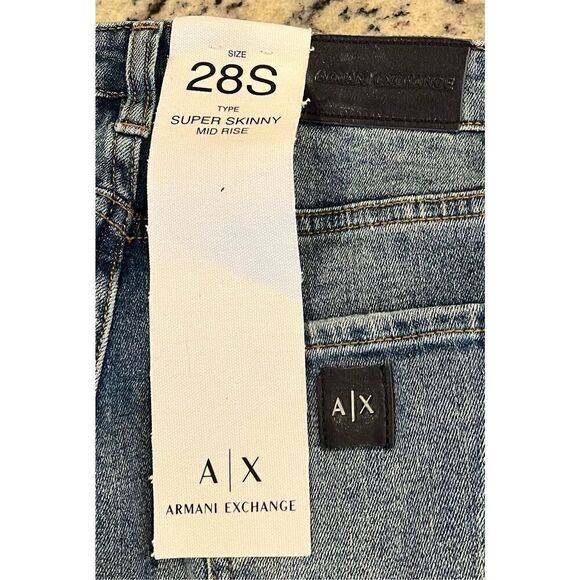 SIZE
28S
TYPE
SUPER SKINNY
MID RISE
ARMANI EXCHANGE
A|X
A|X
ARMANI EXCHANGE